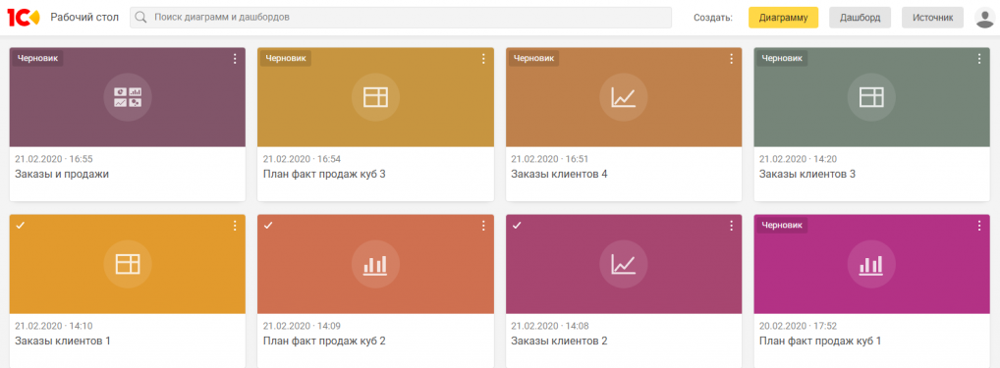 1С Рабочий стол Поиск диаграмм и дашбордов Создать: Диаграмму Дашборд Источник
Черновик Черновик Черновик Черновик
21.02.2020 · 16:55 21.02.2020 · 16:54 21.02.2020 · 16:51 21.02.2020 · 14:20
Заказы и продажи План факт продаж куб 3 Заказы клиентов 4 Заказы клиентов 3
Черновик
21.02.2020 · 14:10 21.02.2020 · 14:09 21.02.2020 · 14:08 20.02.2020 · 17:52
Заказы клиентов 1 План факт продаж куб 2 Заказы клиентов 2 План факт продаж куб 1